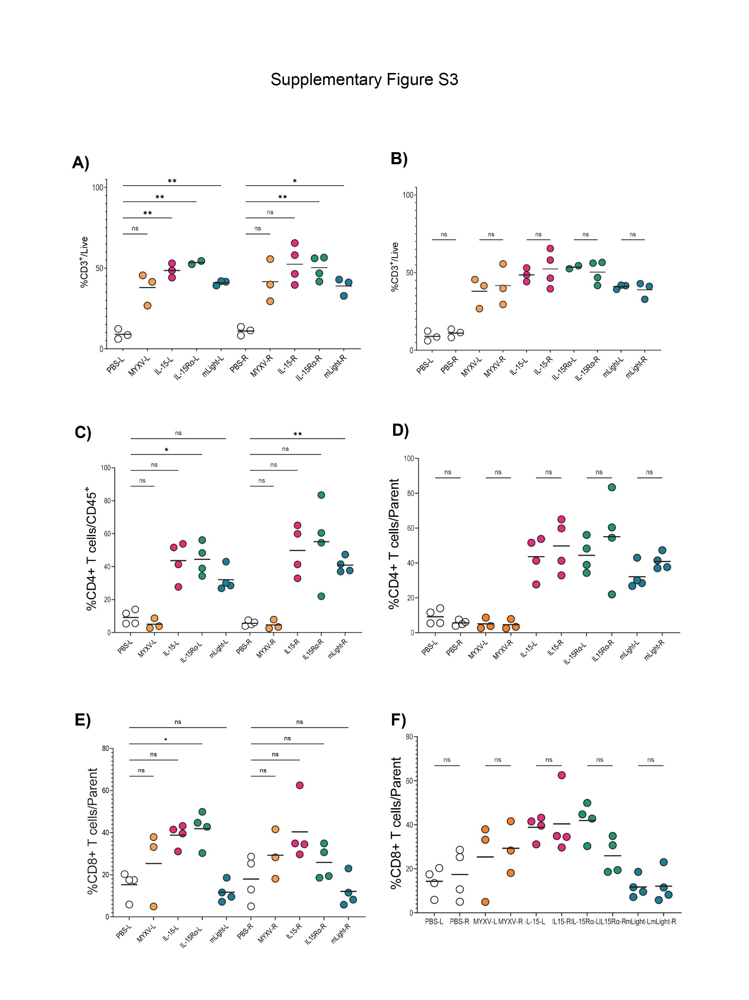 Supplementary Figure S3
A)
** *
** **
** ns
ns ns
%CD3+/Live
100
50
0
PBS-L MYXV-L IL-15-L IL-15Rα-L mLight-L PBS-R MYXV-R IL-15-R IL-15Rα-R mLight-R
B)
ns ns ns ns ns
%CD3+/Live
100
50
0
PBS-L PBS-R MYXV-L MYXV-R IL-15-L IL-15-R IL-15Rα-L IL-15Rα-R mLight-L mLight-R
C)
ns **
* ns
ns ns
ns ns
%CD4+ T cells/CD45+
100
80
60
40
20
0
PBS-L MYXV-L IL-15-L IL-15Rα-L mLight-L PBS-R MYXV-R IL15-R IL15Rα-R mLight-R
D)
ns ns ns ns ns
%CD4+ T cells/Parent
100
80
60
40
20
0
PBS-L PBS-R MYXV-L MYXV-R IL-15-L IL15-R IL-15Rα-L IL15Rα-R mLight-L mLight-R
E)
ns ns
* ns
ns ns
ns ns
%CD8+ T cells/Parent
80
60
40
20
0
PBS-L MYXV-L IL-15-L IL-15Rα-L mLight-L PBS-R MYXV-R IL15-R IL15Rα-R mLight-R
F)
ns ns ns ns ns
%CD8+ T cells/Parent
80
60
40
20
0
PBS-L PBS-R MYXV-L MYXV-R IL-15-L IL15-R IL-15Rα-L IL15Rα-R mLight-L mLight-R